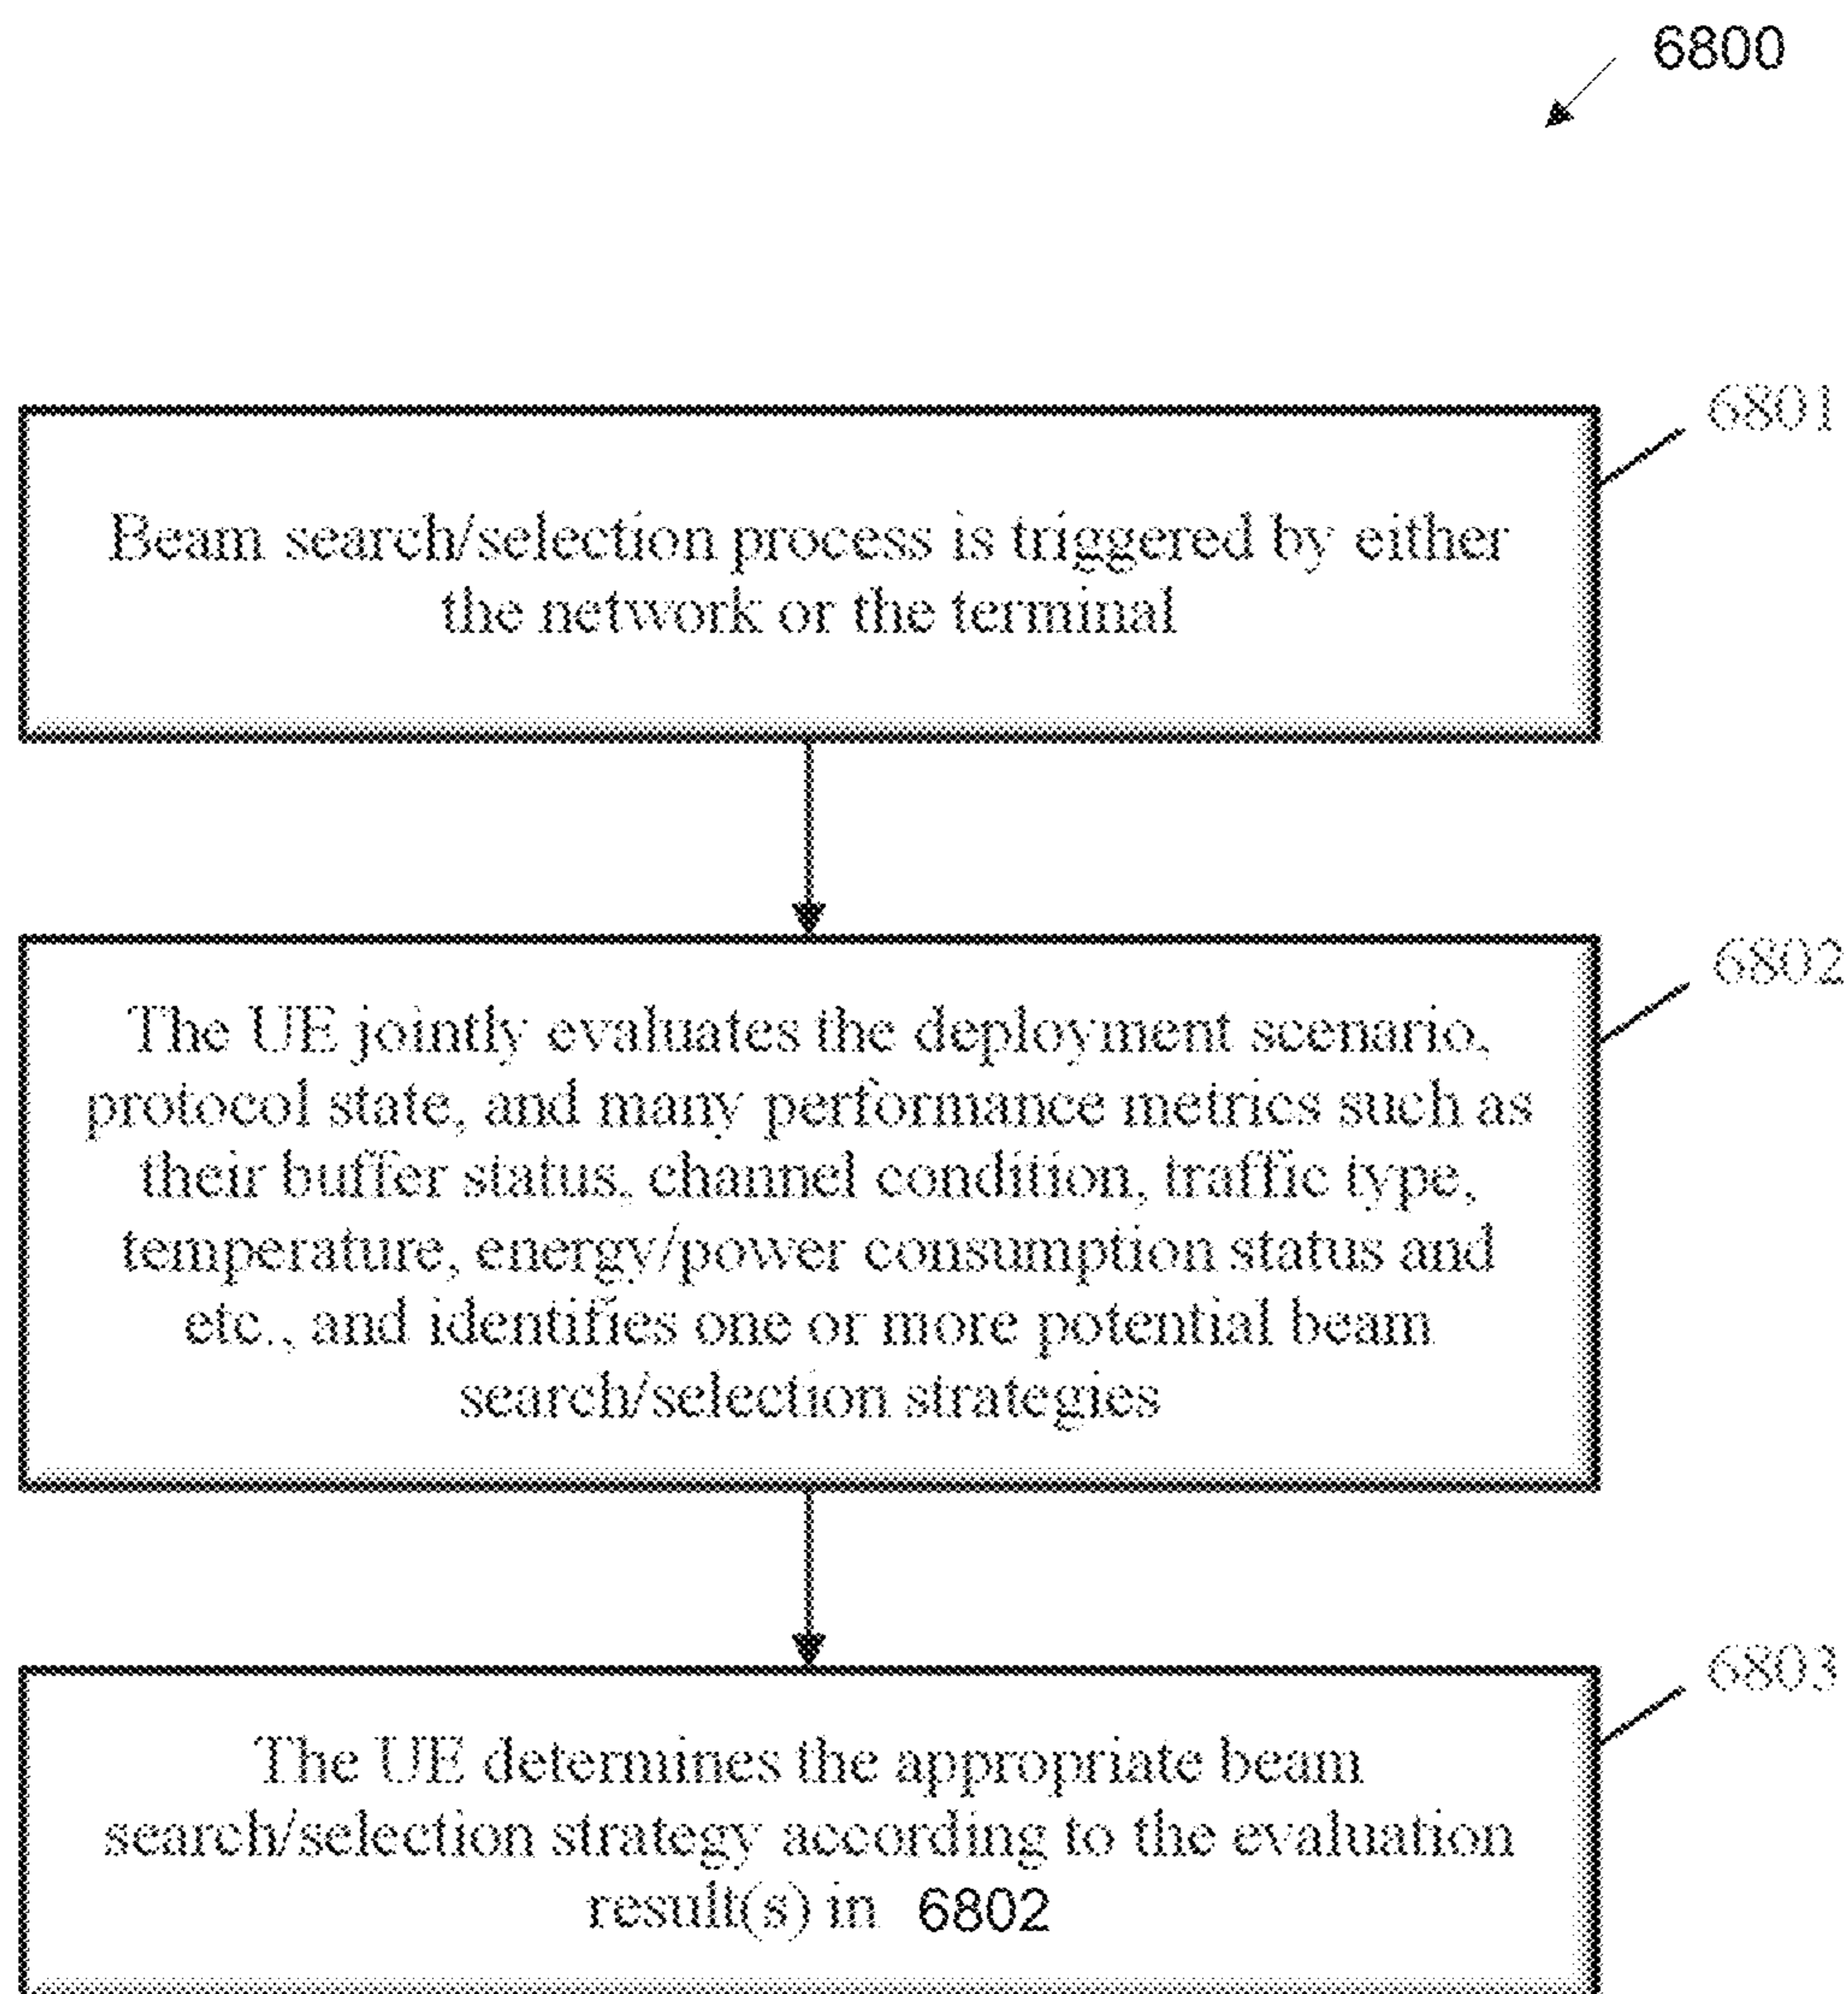 6800
6801
Beam search/selection process is triggered by either
the network or the terminal
6802
The UE jointly evaluates the deployment scenario,
protocol state, and many performance metrics such as
their buffer status, channel condition, traffic type,
temperature, energy/power consumption status and
etc., and identifies one or more potential beam
search/selection strategies
6803
The UE determines the appropriate beam
search/selection strategy according to the evaluation
result(s) in 6802